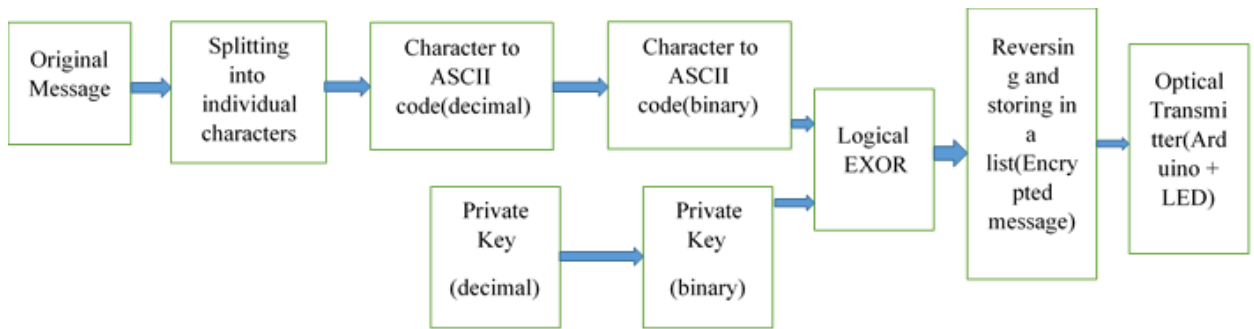 Original
Message
Splitting
into
individual
characters
Character to
ASCII
code(decimal)
Character to
ASCII
code(binary)
Private
Key
(decimal)
Private
Key
(binary)
Logical
EXOR
Reversin
g and
storing in
a
list(Encry
pted
message)
Optical
Transmi
tter(Ard
uino +
LED)